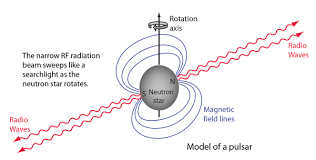 Rotation
axis
The narrow RF radiation
beam sweeps like a
searchlight as the
neutron star rotates.
Radio
Waves
N
Neutron
S
star
Radio
Waves
Magnetic
field lines
Model of a pulsar